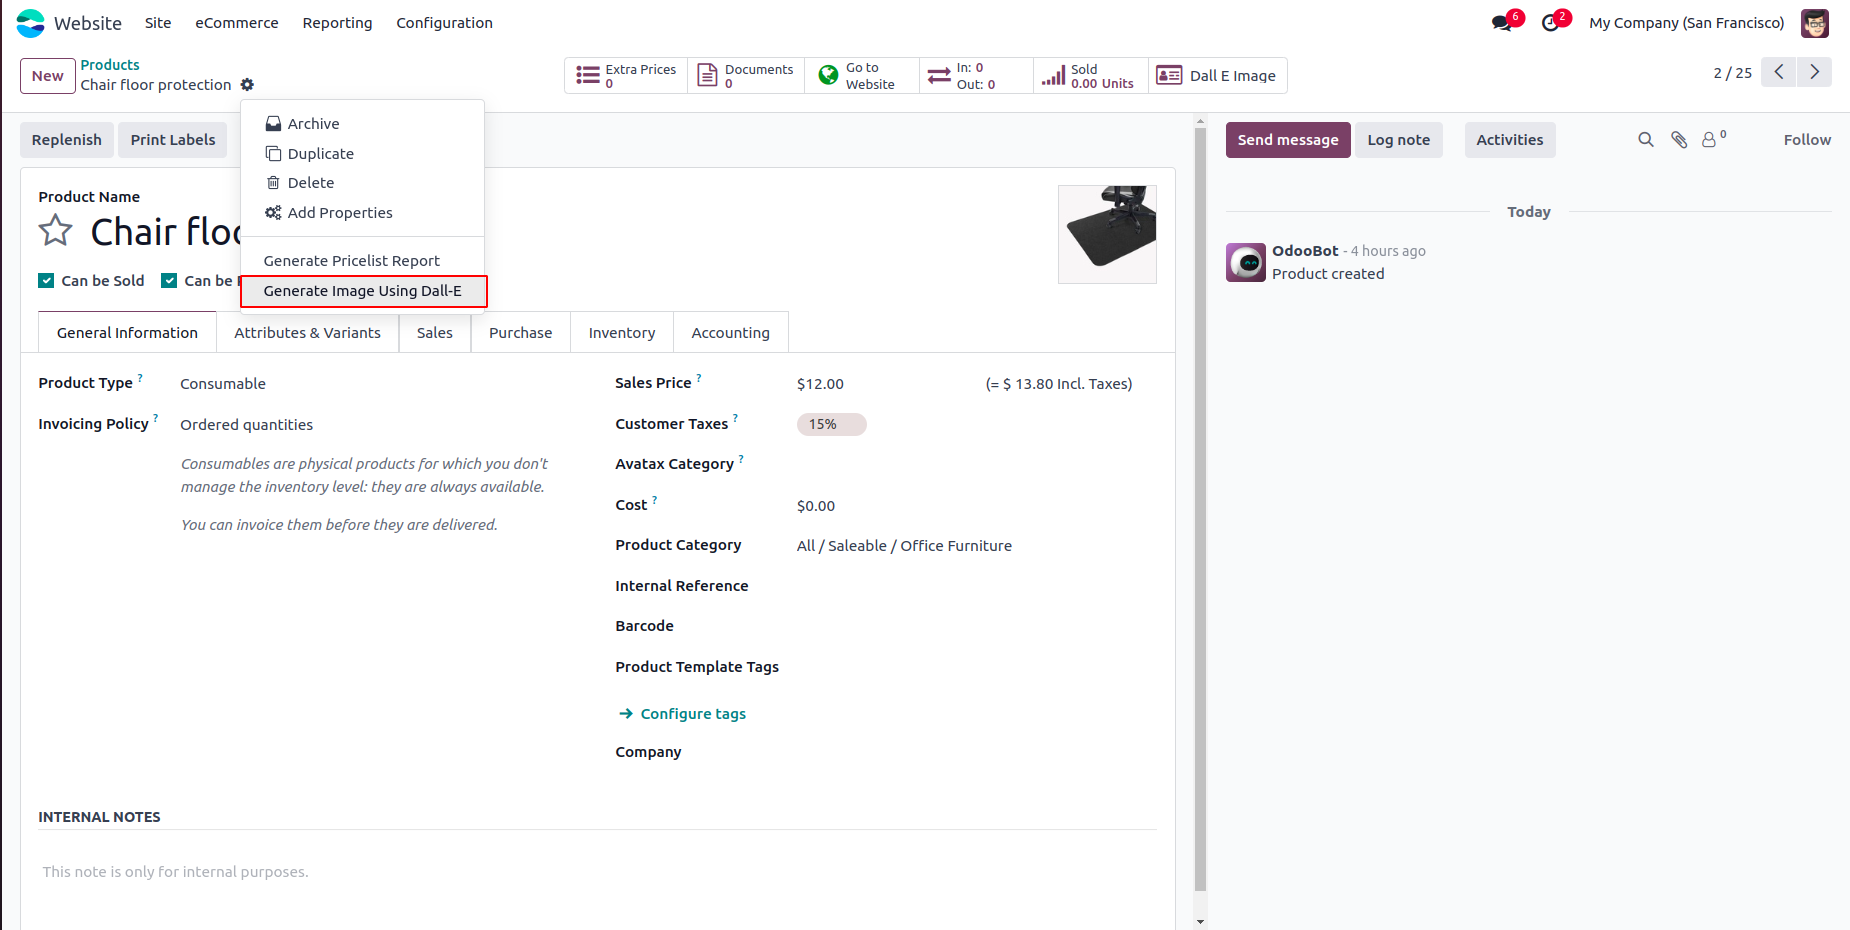 Website Site eCommerce Reporting Configuration 6 2 My Company (San Francisco)
New Products
Chair floor protection
Extra Prices 0
Documents 0
Go to Website
In: 0
Out: 0
Sold
0.00 Units
Dall E Image
2 / 25
Replenish Print Labels
Archive
Duplicate
Delete
Add Properties
Generate Pricelist Report
Generate Image Using Dall-E
Product Name
Chair floo
Can be Sold Can be
General Information Attributes & Variants Sales Purchase Inventory Accounting
Product Type ? Consumable
Invoicing Policy ? Ordered quantities
Consumables are physical products for which you don't
manage the inventory level: they are always available.
You can invoice them before they are delivered.
Sales Price ? $12.00 (= $ 13.80 Incl. Taxes)
Customer Taxes ? 15%
Avatax Category ?
Cost ? $0.00
Product Category All / Saleable / Office Furniture
Internal Reference
Barcode
Product Template Tags
Configure tags
Company
INTERNAL NOTES
This note is only for internal purposes.
Send message Log note Activities 0 Follow
Today
OdooBot - 4 hours ago
Product created